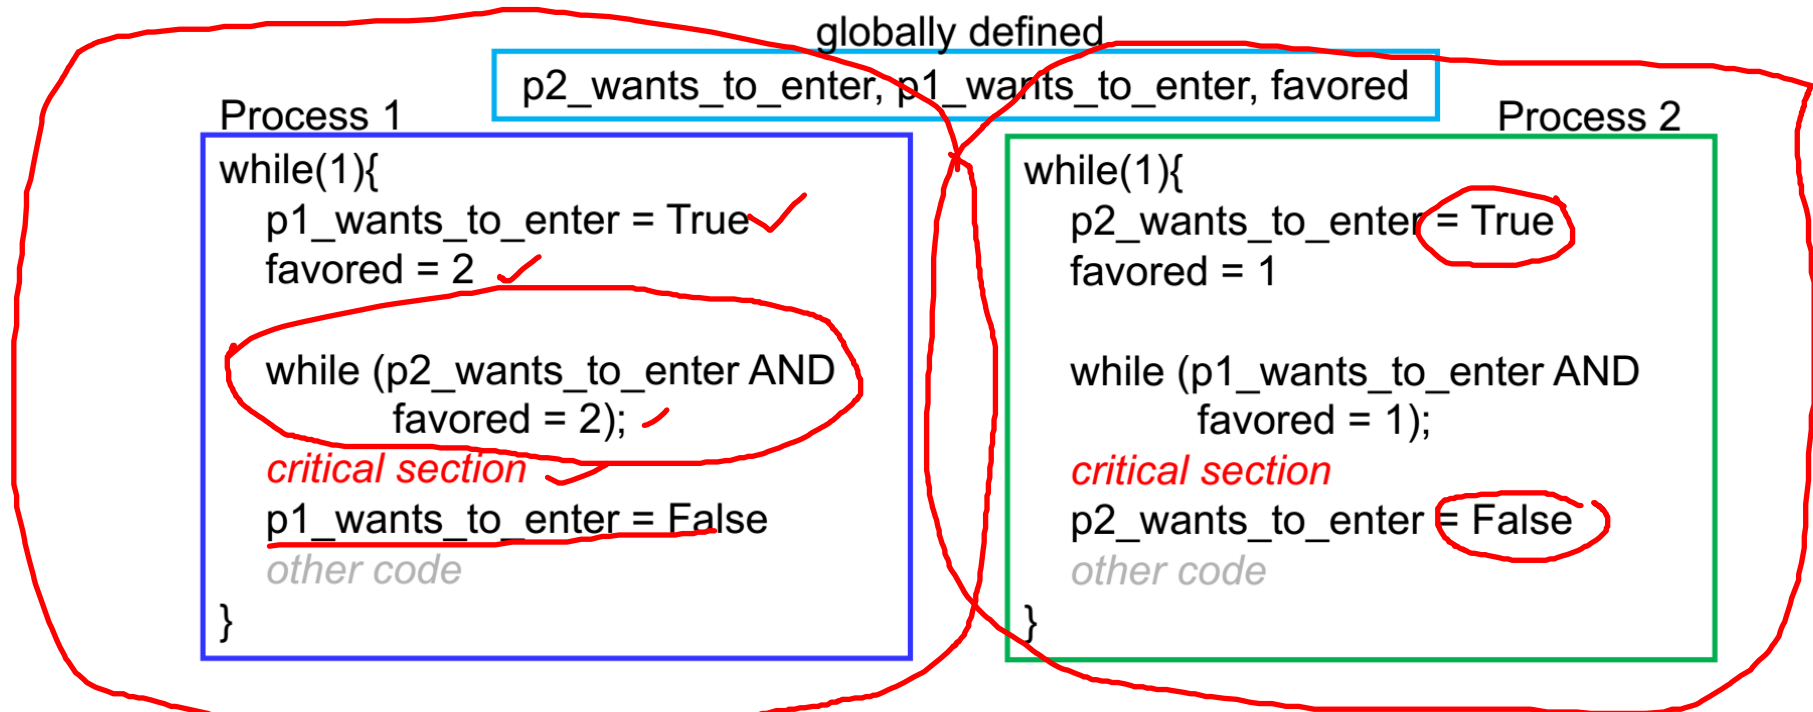 globally defined
p2_wants_to_enter, p1_wants_to_enter, favored
Process 1
while(1){
p1_wants_to_enter = True
favored = 2
while (p2_wants_to_enter AND
favored = 2);
critical section
p1_wants_to_enter = False
other code
}
Process 2
while(1){
p2_wants_to_enter = True
favored = 1
while (p1_wants_to_enter AND
favored = 1);
critical section
p2_wants_to_enter = False
other code
}